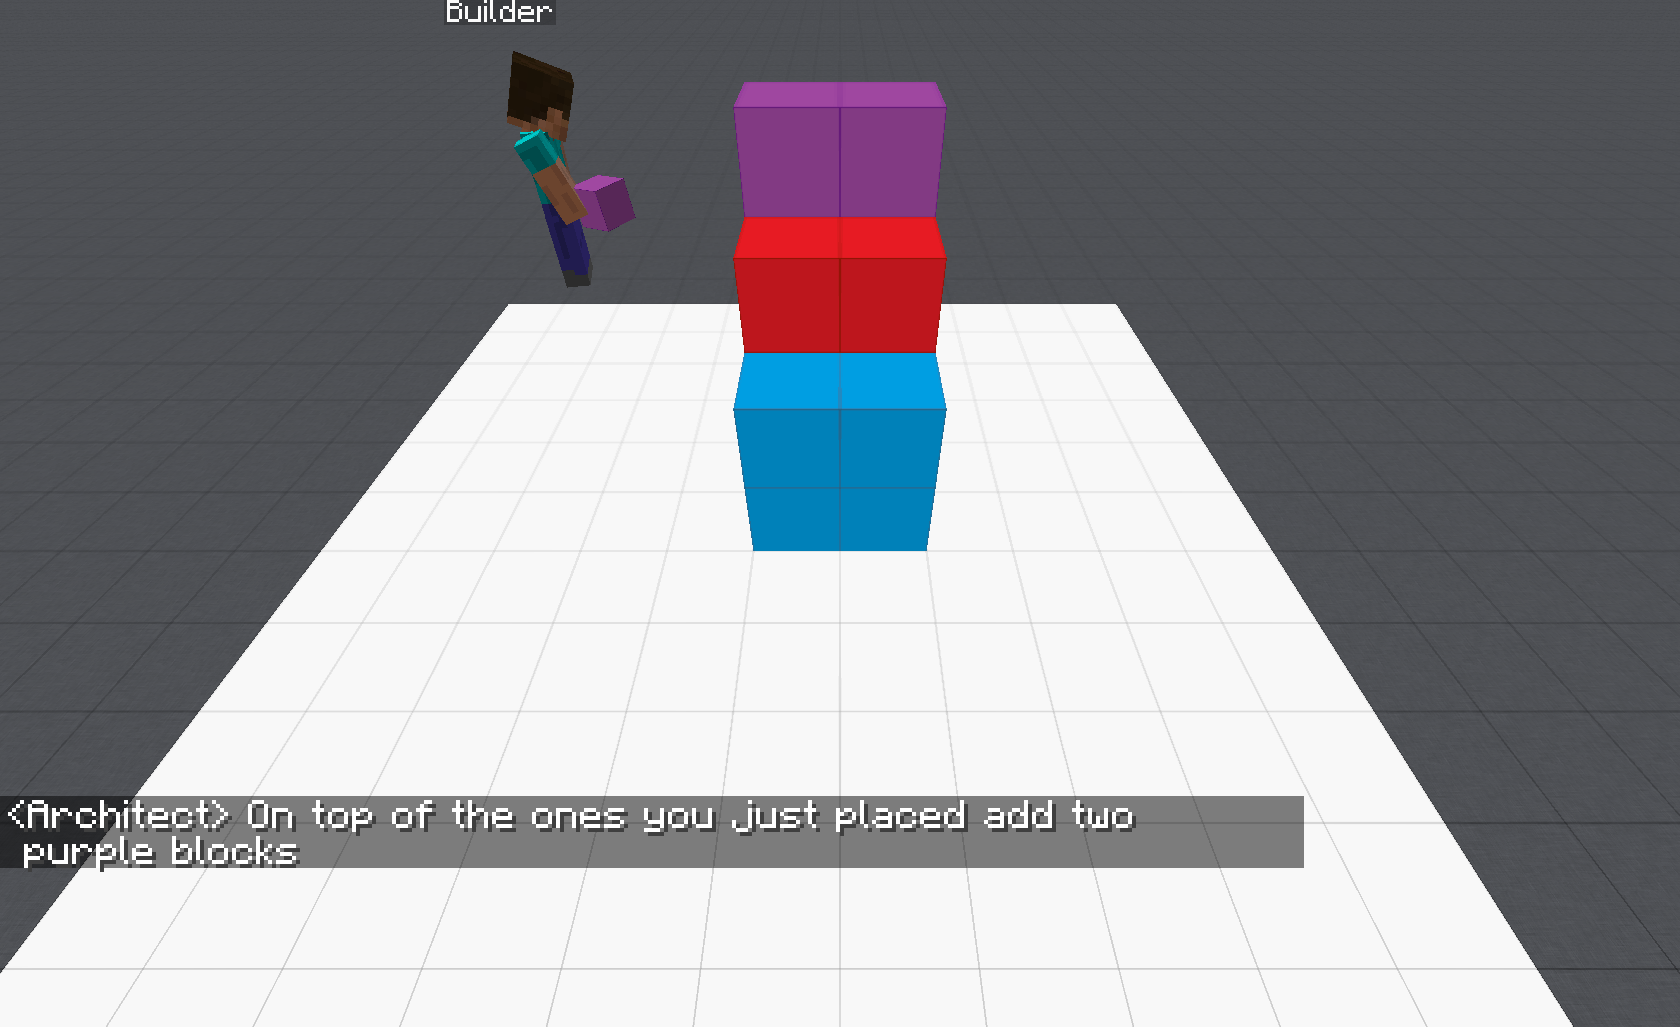 Builder
<Architect> On top of the ones you just placed add two
purple blocks